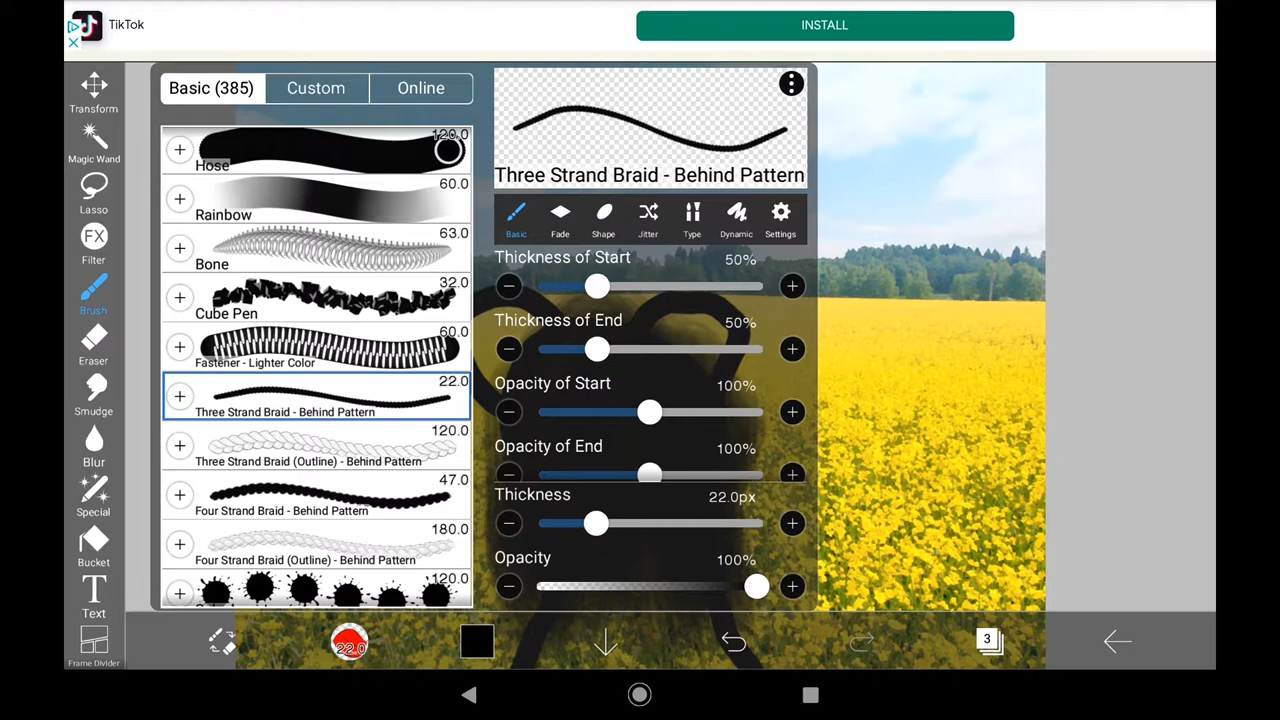 TikTok
INSTALL
Transform
Magic Wand
Lasso
FX
Filter
Brush
Eraser
Smudge
Blur
Special
Bucket
T
Text
Frame Divider
Basic (385)
Custom
Online
120.0
Hose
60.0
Rainbow
63.0
Bone
32.0
Cube Pen
60.0
Fastener - Lighter Color
22.0
Three Strand Braid - Behind Pattern
120.0
Three Strand Braid (Outline) - Behind Pattern
47.0
Four Strand Braid - Behind Pattern
180.0
Four Strand Braid (Outline) - Behind Pattern
120.0
Three Strand Braid - Behind Pattern
Basic
Fade
Shape
Jitter
Type
Dynamic
Settings
Thickness of Start 50%
Thickness of End 50%
Opacity of Start 100%
Opacity of End 100%
Thickness 22.0px
Opacity 100%
22.0
3